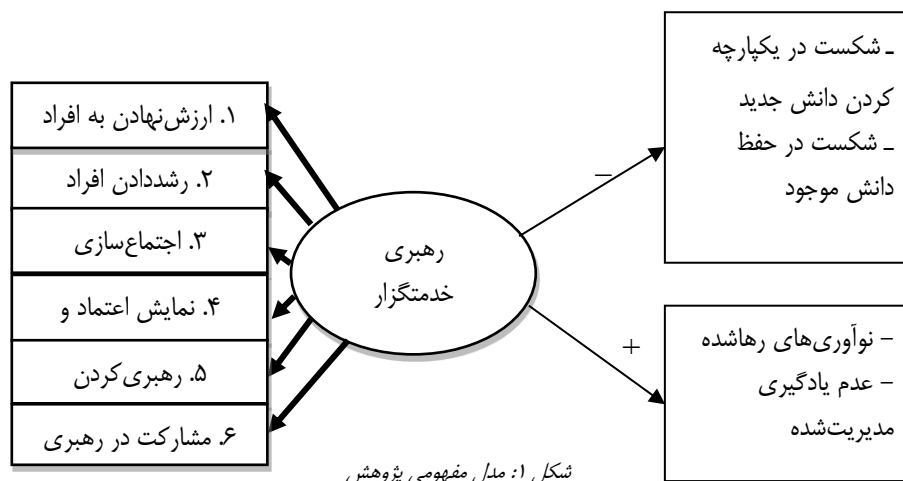 ـ شکست در یکپارچه
کردن دانش جدید
ـ شکست در حفظ
دانش موجود
−
۱. ارزش‌نهادن به افراد
۲. رشددادن افراد
۳. اجتماع‌سازی
۴. نمایش اعتماد و
۵. رهبری‌کردن
۶. مشارکت در رهبری
رهبری
خدمتگزار
+
– نوآوری‌های رهاشده
– عدم یادگیری
مدیریت‌شده
شکل ۱: مدل مفهومی پژوهش